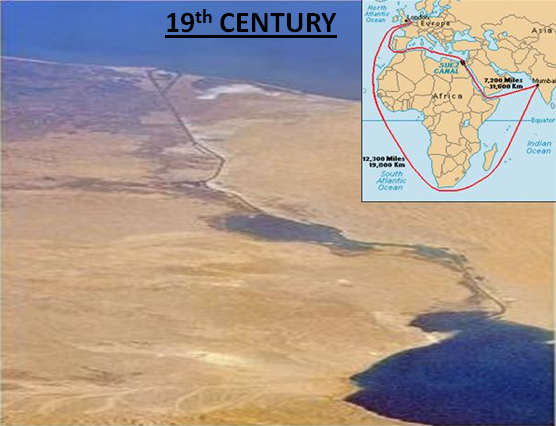 19th CENTURY
North
Atlantic
Ocean
London
Europe
Asia
SUEZ
CANAL
7,200 Miles
11,600 Km
Mumbai
Africa
Equator
Indian
Ocean
12,300 Miles
19,800 Km
South
Atlantic
Ocean